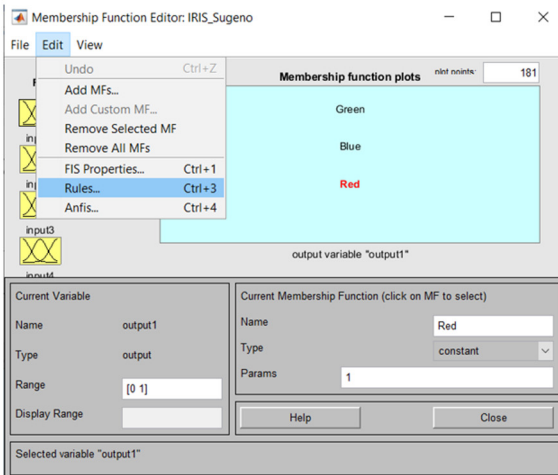 Membership Function Editor: IRIS_Sugeno
File Edit View
Undo Ctrl+Z
Add MFs...
Add Custom MF...
Remove Selected MF
Remove All MFs
FIS Properties... Ctrl+1
Rules... Ctrl+3
Anfis... Ctrl+4
Membership function plots plot points: 181
Green
Blue
Red
input3
input4
output variable "output1"
Current Variable
Name output1
Type output
Range [0 1]
Display Range
Current Membership Function (click on MF to select)
Name Red
Type constant
Params 1
Help Close
Selected variable "output1"